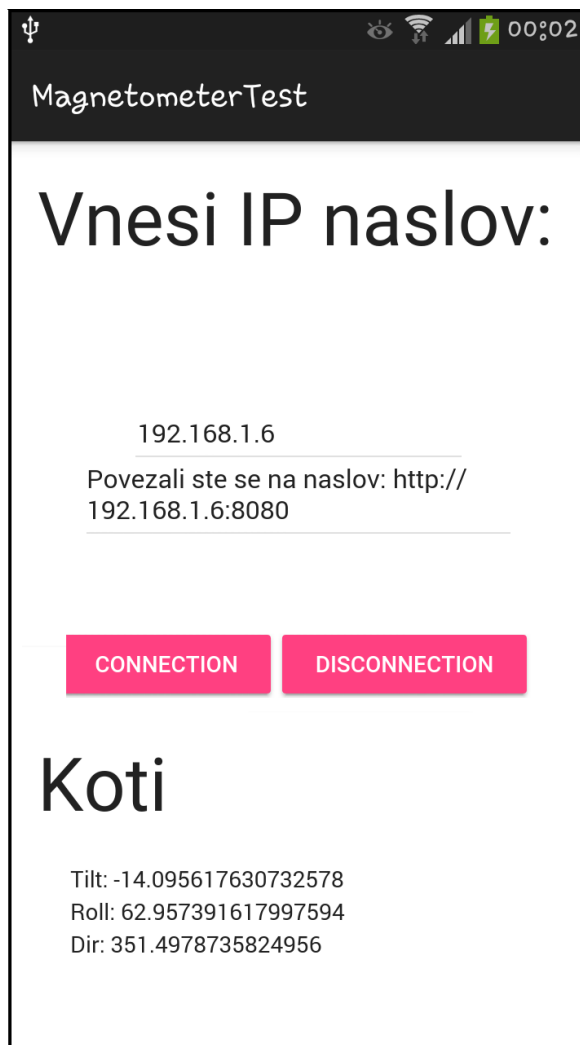 00:02
MagnetometerTest
Vnesi IP naslov:
192.168.1.6
Povezali ste se na naslov: http://
192.168.1.6:8080
CONNECTION DISCONNECTION
Koti
Tilt: -14.095617630732578
Roll: 62.957391617997594
Dir: 351.4978735824956